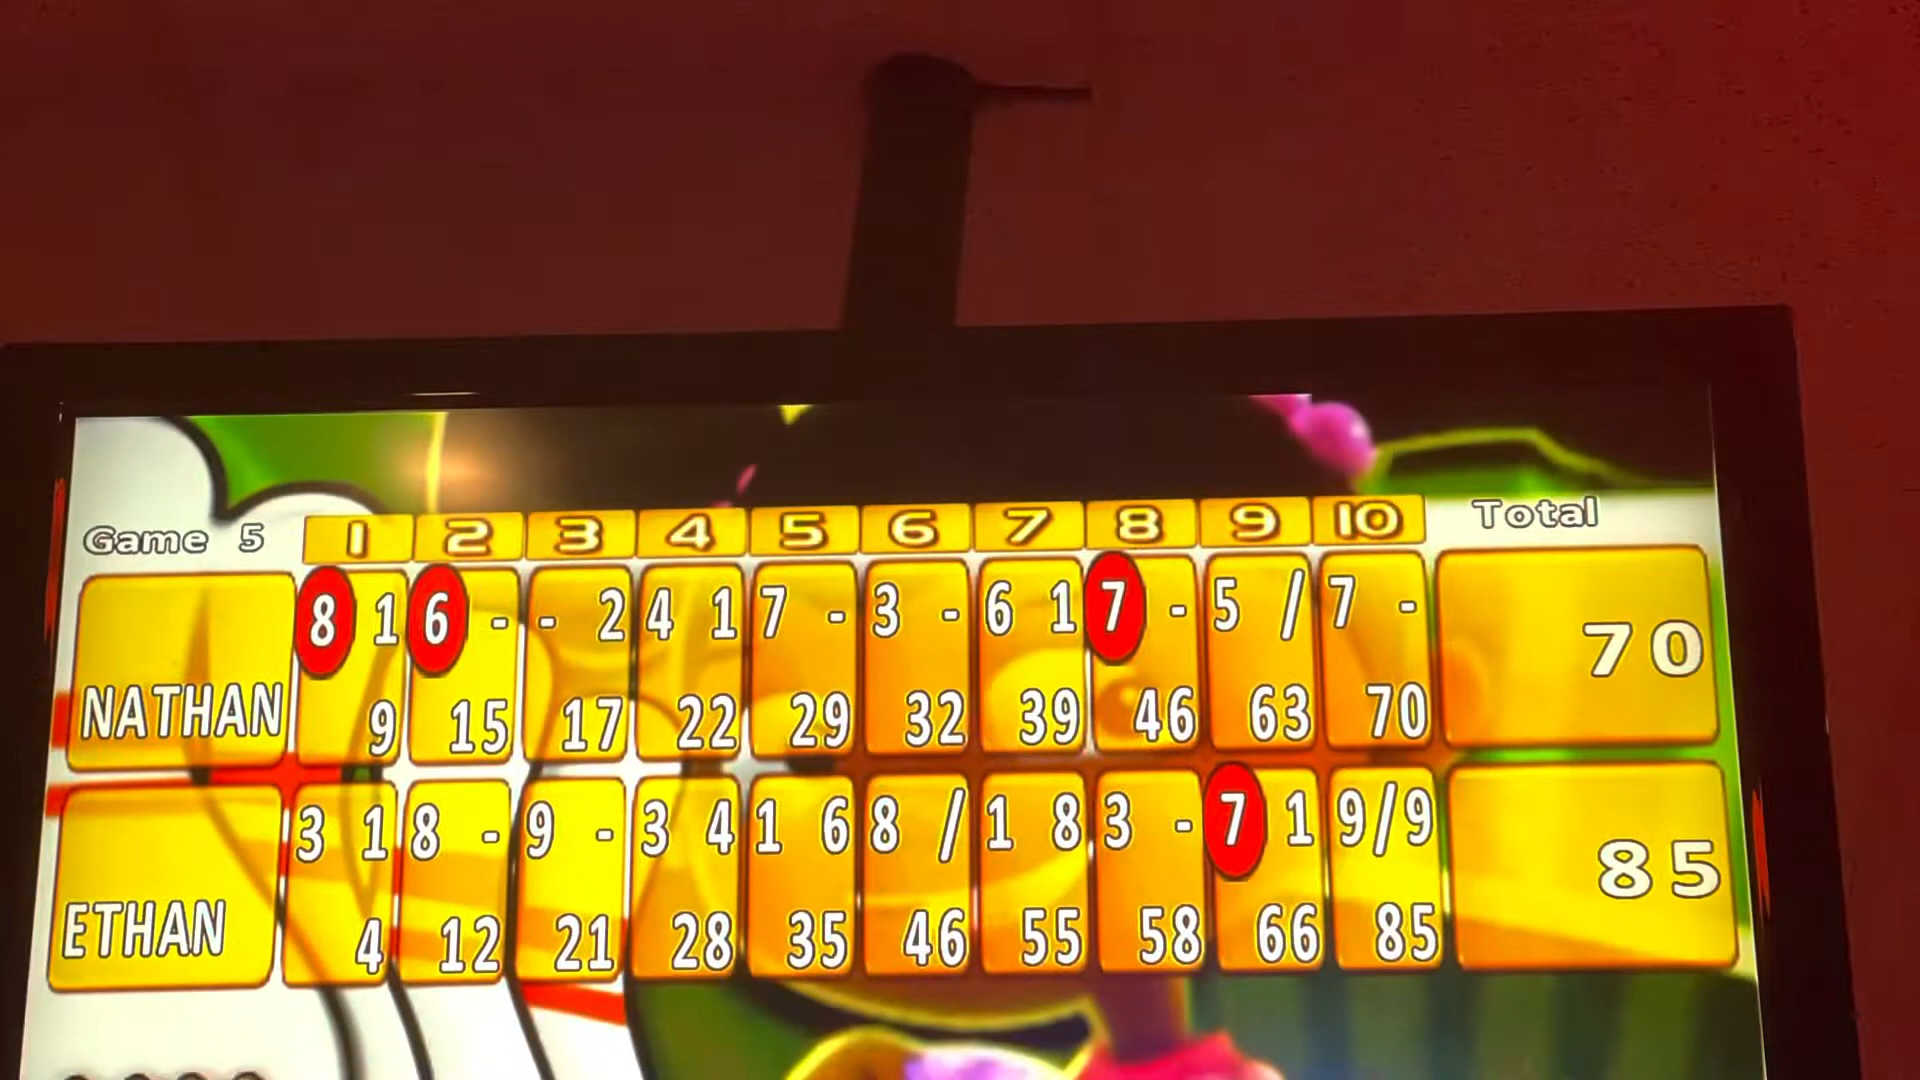 Game 5 1 2 3 4 5 6 7 8 9 10 Total
8 1 6 - - 2 4 1 7 - 3 - 6 1 7 - 5 / 7 -
NATHAN 9 15 17 22 29 32 39 46 63 70 70
3 1 8 - 9 - 3 4 1 6 8 / 1 8 3 - 7 1 9/9
ETHAN 4 12 21 28 35 46 55 58 66 85 85